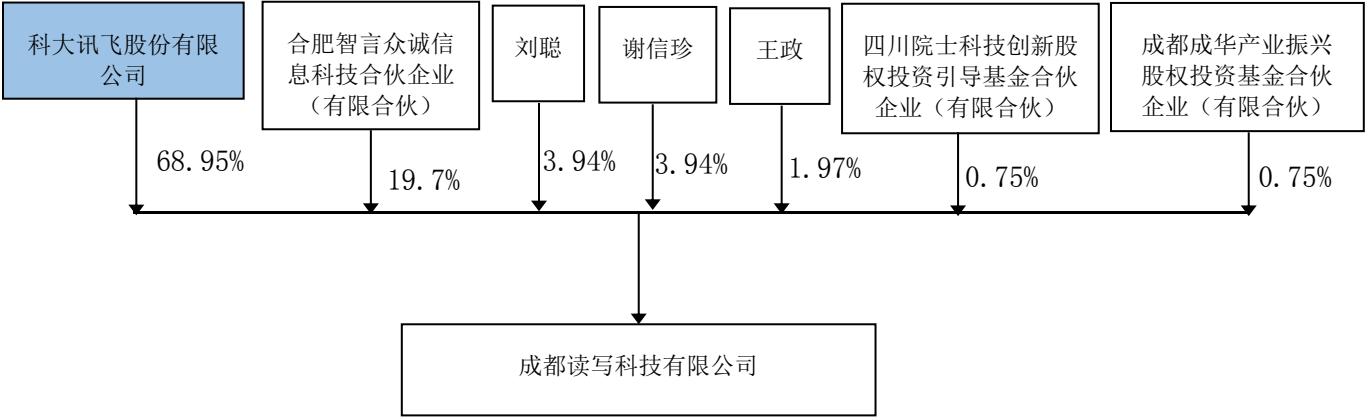 科大讯飞股份有限
公司
合肥智言众诚信
息科技合伙企业
（有限合伙）
刘聪
谢信珍
王政
四川院士科技创新股
权投资引导基金合伙
企业（有限合伙）
成都成华产业振兴
股权投资基金合伙
企业（有限合伙）
68.95%
19.7%
3.94%
3.94%
1.97%
0.75%
0.75%
成都读写科技有限公司